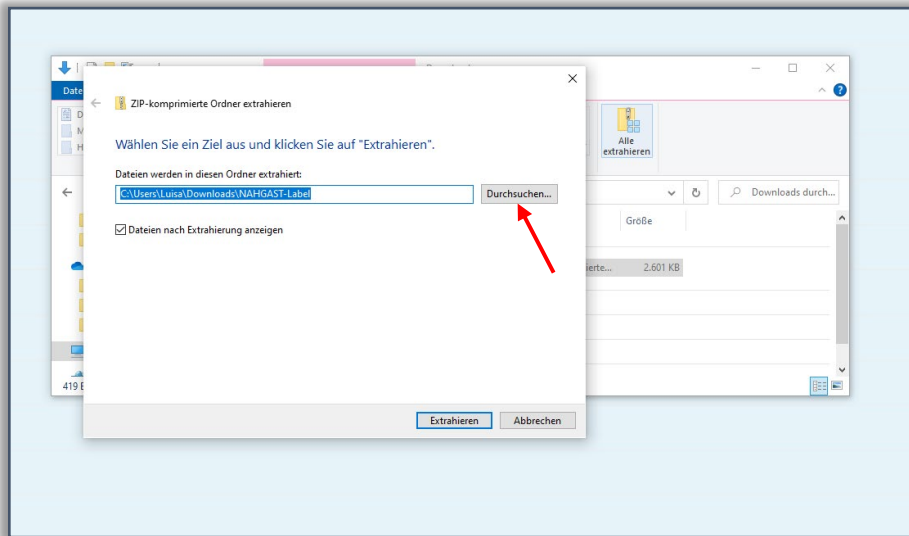 Date
ZIP-komprimierte Ordner extrahieren
Wählen Sie ein Ziel aus und klicken Sie auf "Extrahieren".
Alle
extrahieren
Dateien werden in diesen Ordner extrahiert:
C:\Users\Luisa\Downloads\NAHGAST-Label
Durchsuchen...
Downloads durch...
Größe
Dateien nach Extrahierung anzeigen
ierte...
2.601 KB
419 E
Extrahieren
Abbrechen